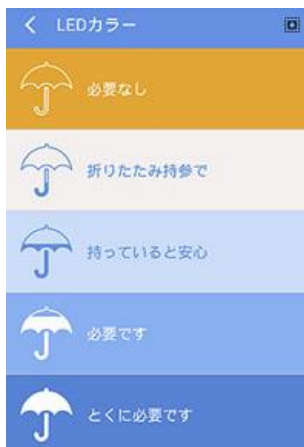 LEDカラー
必要なし
折りたたみ持参で
持っていると安心
必要です
とくに必要です